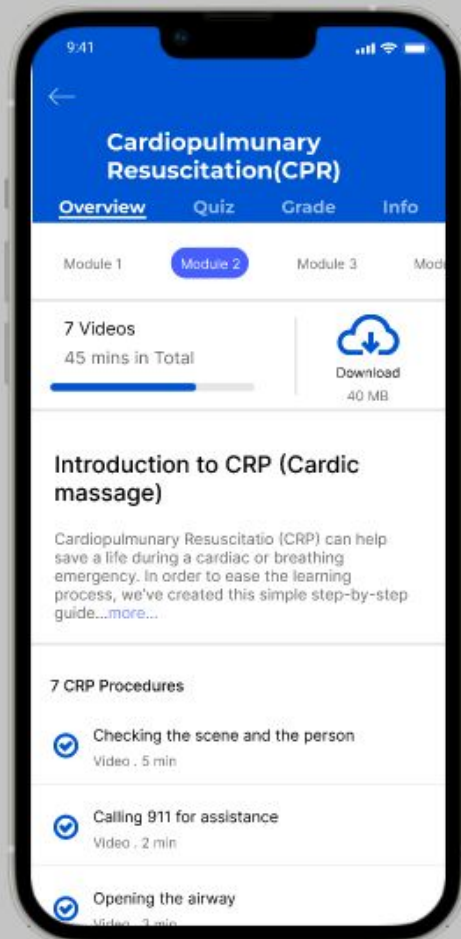 9:41
Cardiopulmunary
Resuscitation(CPR)
Overview Quiz Grade Info
Module 1 Module 2 Module 3 Modu
7 Videos
45 mins in Total
Download
40 MB
Introduction to CRP (Cardic
massage)
Cardiopulmunary Resuscitatio (CRP) can help
save a life during a cardiac or breathing
emergency. In order to ease the learning
process, we've created this simple step-by-step
guide...more...
7 CRP Procedures
Checking the scene and the person
Video . 5 min
Calling 911 for assistance
Video . 2 min
Opening the airway
Video . 3 min